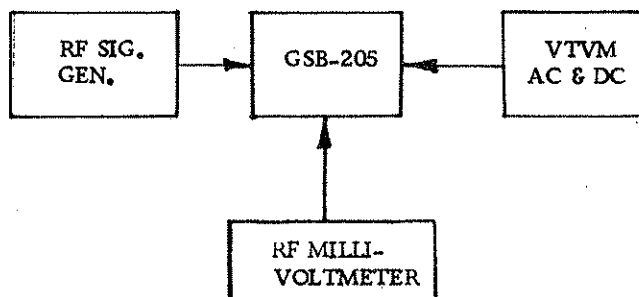 RF SIG.
GEN.
GSB-205
VTVM
AC & DC
RF MILLI-
VOLTMETER